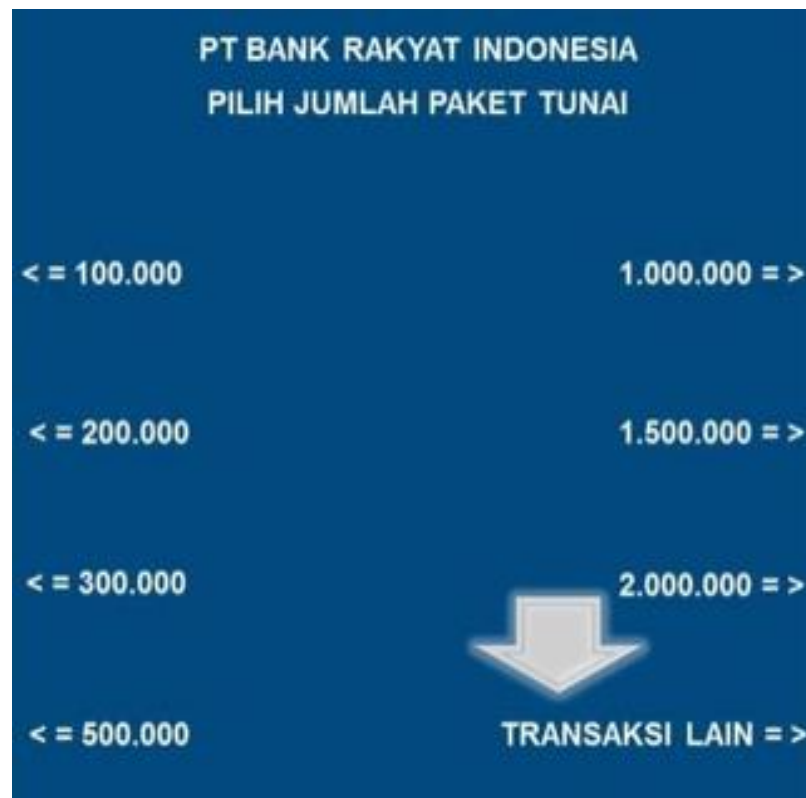 PT BANK RAKYAT INDONESIA
PILIH JUMLAH PAKET TUNAI
< = 100.000
1.000.000 = >
< = 200.000
1.500.000 = >
< = 300.000
2.000.000 = >
< = 500.000
TRANSAKSI LAIN = >